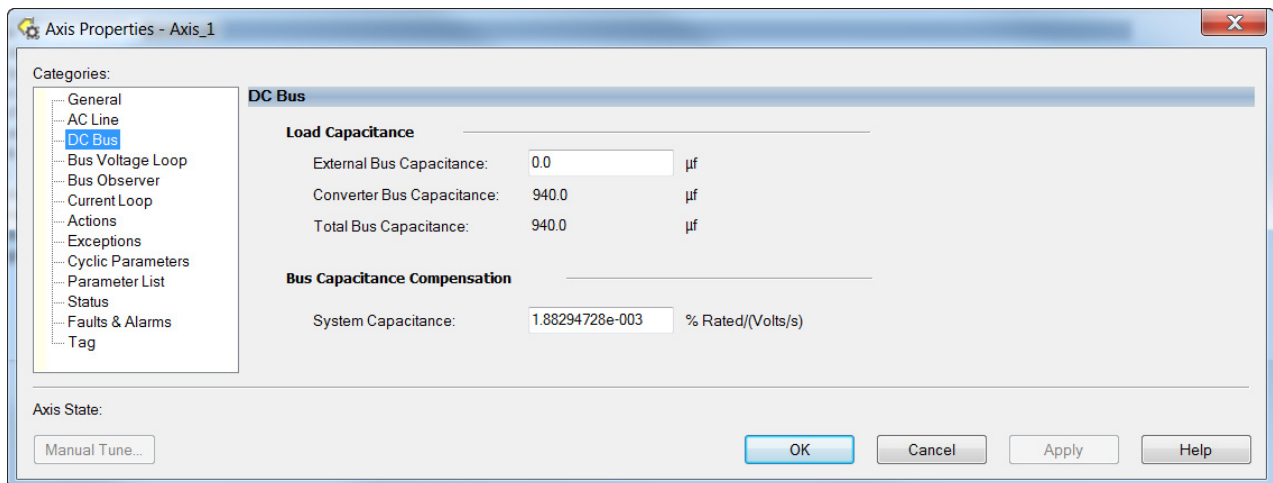 Axis Properties - Axis_1
X
Categories:
General
AC Line
DC Bus
Bus Voltage Loop
Bus Observer
Current Loop
Actions
Exceptions
Cyclic Parameters
Parameter List
Status
Faults & Alarms
Tag
DC Bus
Load Capacitance
External Bus Capacitance: 0.0 µf
Converter Bus Capacitance: 940.0 µf
Total Bus Capacitance: 940.0 µf
Bus Capacitance Compensation
System Capacitance: 1.88294728e-003 % Rated/(Volts/s)
Axis State:
Manual Tune... OK Cancel Apply Help